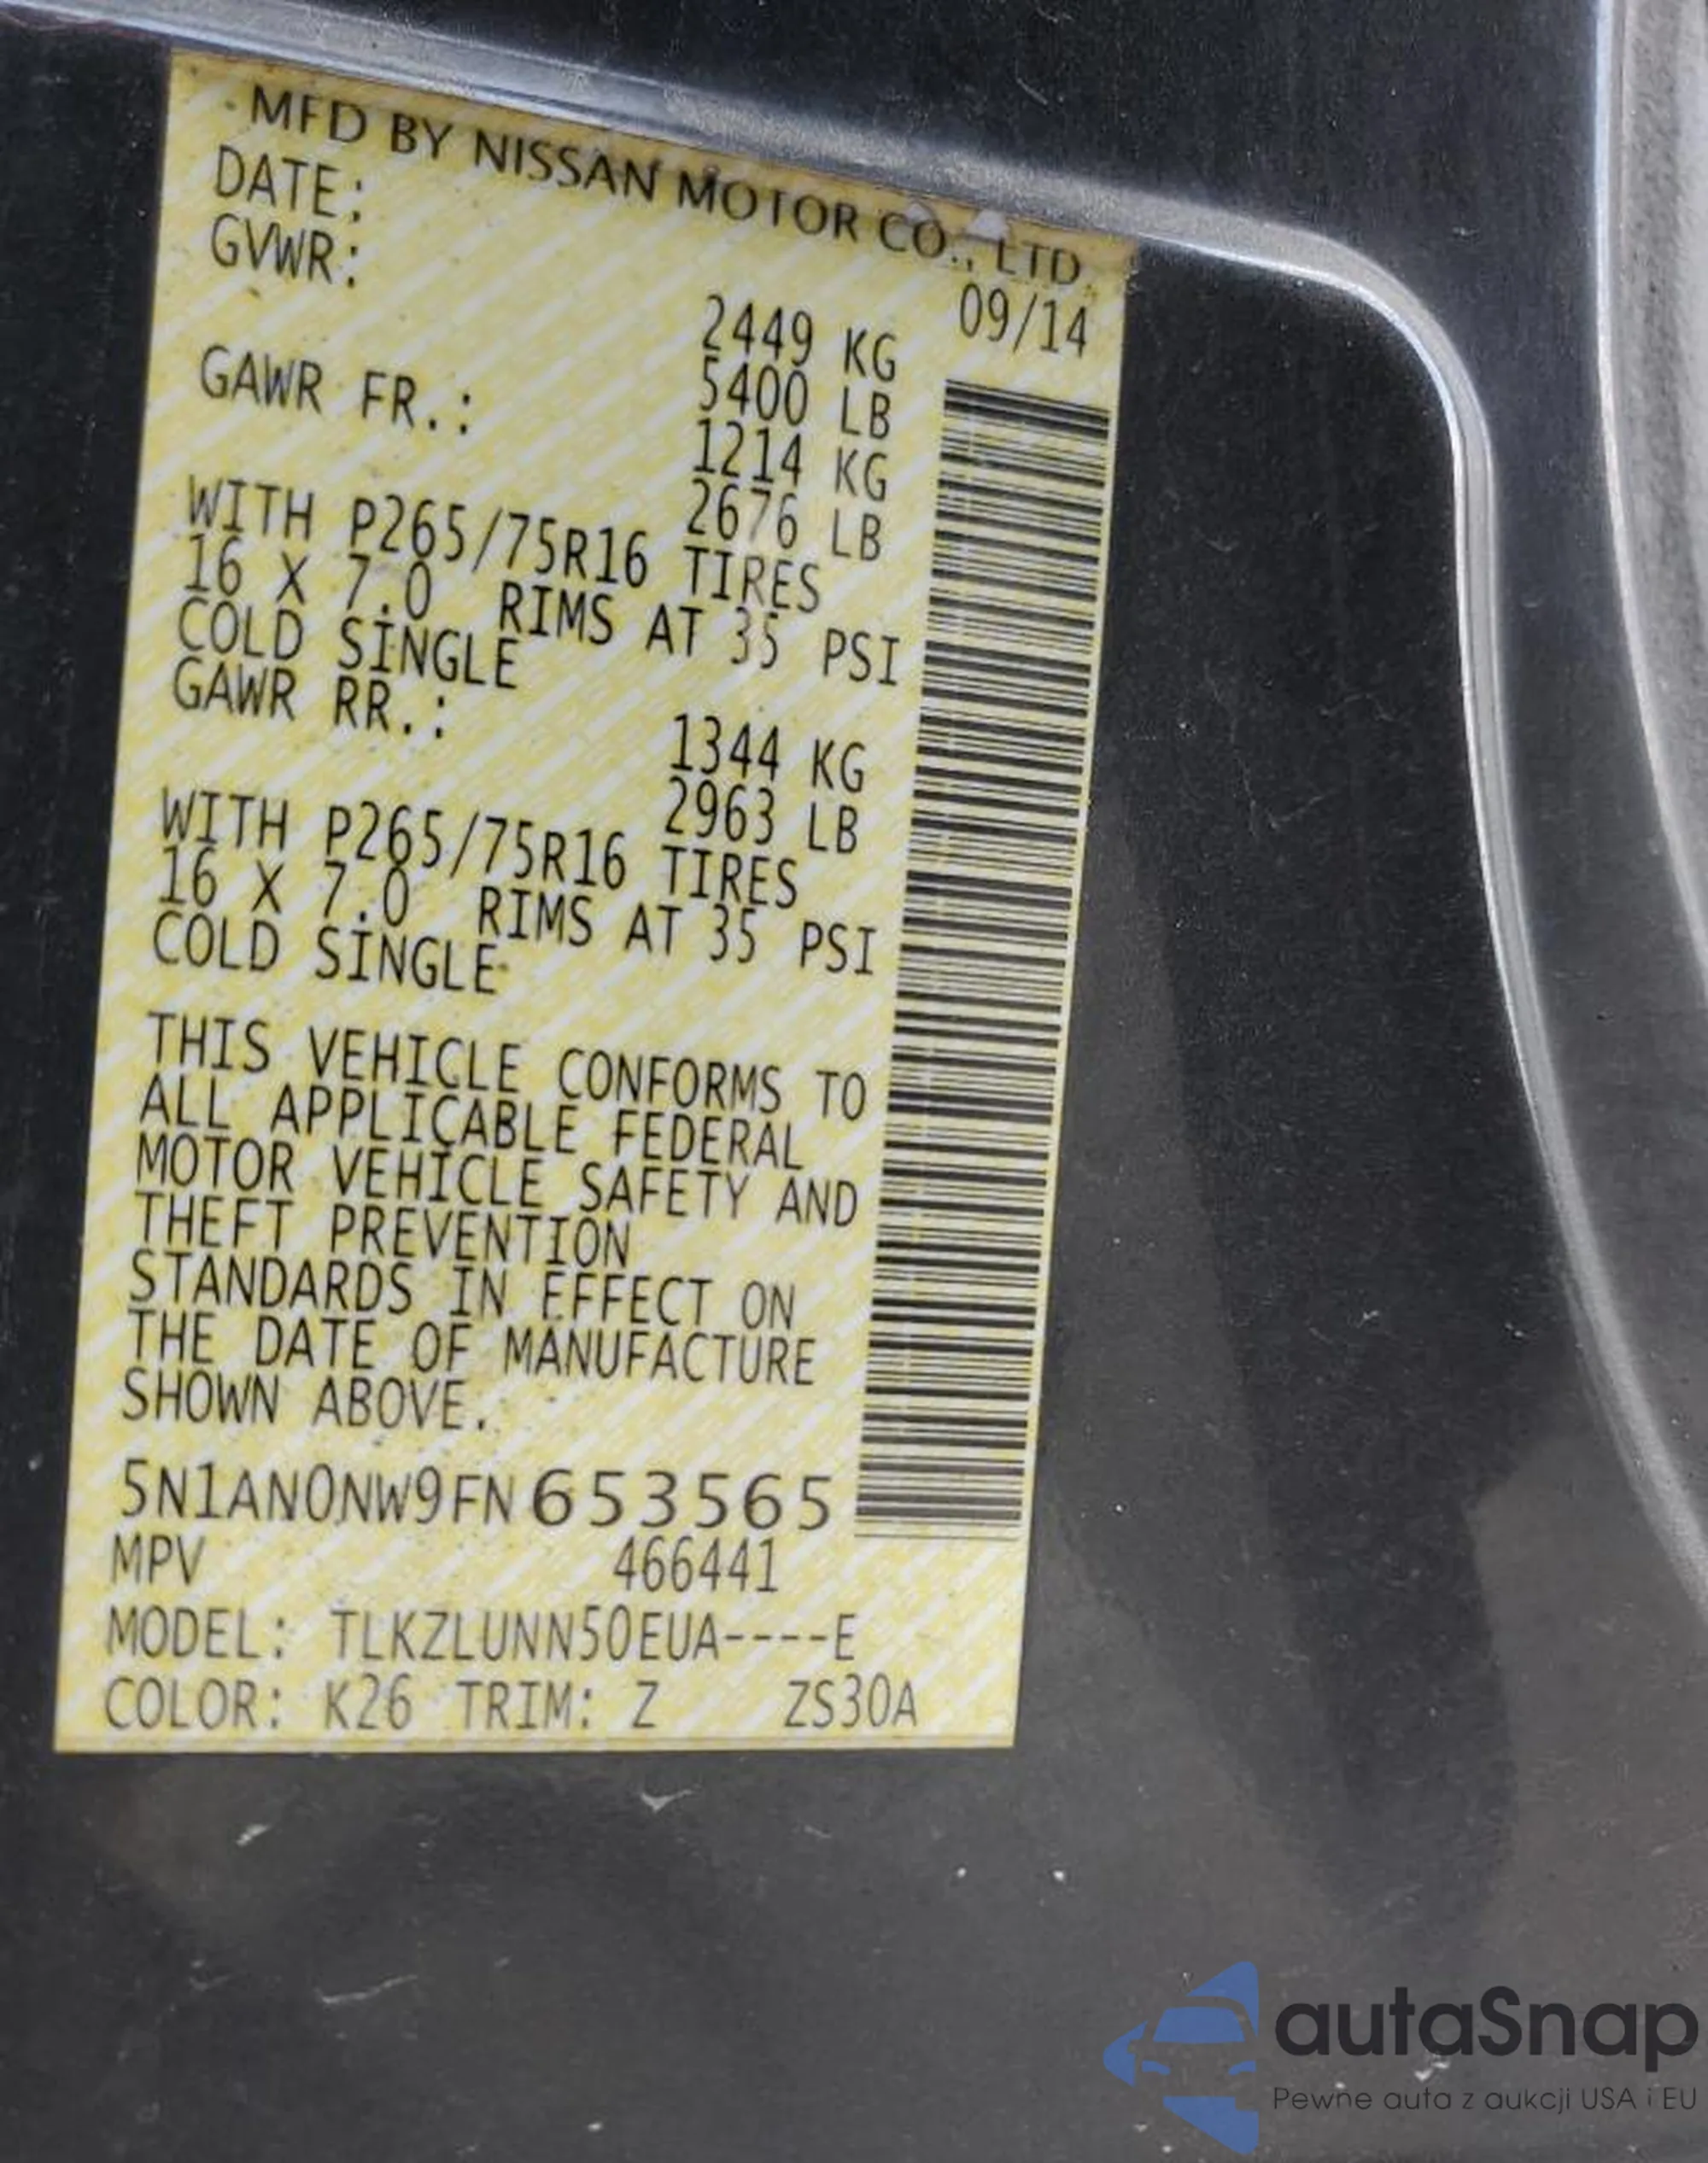 MFD BY NISSAN MOTOR CO., LTD.
DATE: 09/14
GVWR: 2449 KG
5400 LB
GAWR FR.: 1214 KG
2676 LB
WITH P265/75R16 TIRES
16 X 7.0 RIMS AT 35 PSI
COLD SINGLE
GAWR RR.: 1344 KG
2963 LB
WITH P265/75R16 TIRES
16 X 7.0 RIMS AT 35 PSI
COLD SINGLE
THIS VEHICLE CONFORMS TO
ALL APPLICABLE FEDERAL
MOTOR VEHICLE SAFETY AND
THEFT PREVENTION
STANDARDS IN EFFECT ON
THE DATE OF MANUFACTURE
SHOWN ABOVE.
5N1AN0NW9FN653565
MPV 466441
MODEL: TLKZLUNN50EUA----E
COLOR: K26 TRIM: Z ZS30A
autaSnap
Pewne auta z aukcji USA i EU